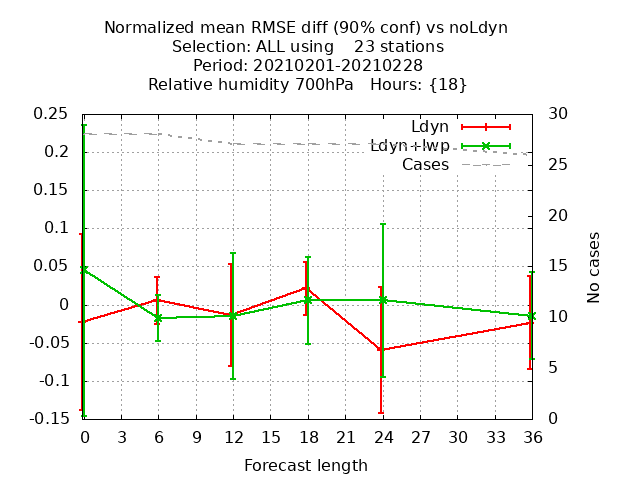 Normalized mean RMSE diff (90% conf) vs noLdyn
Selection: ALL using    23 stations
Period: 20210201-20210228
Relative humidity 700hPa   Hours: {18}
0.25
0.2
0.15
0.1
0.05
0
-0.05
-0.1
-0.15
30
25
20
15
10
5
0
No cases
Ldyn
Ldyn+lwp
Cases
0 3 6 9 12 15 18 21 24 27 30 33 36
Forecast length